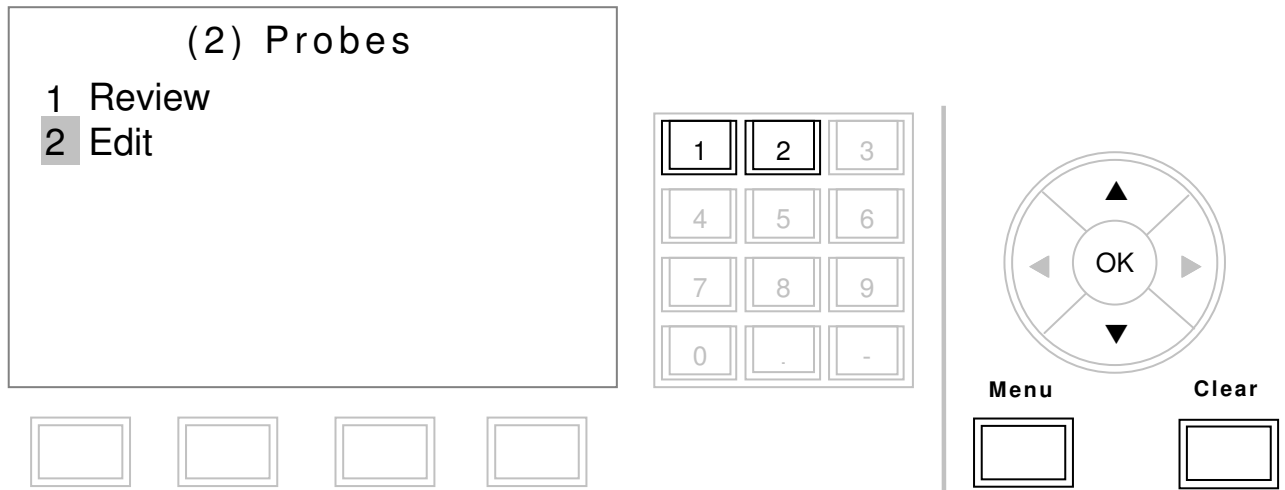 (2) Probes
1 Review
2 Edit
1 2 3
4 5 6
7 8 9
0 . -
▲
◀ OK ▶
▼
Menu Clear